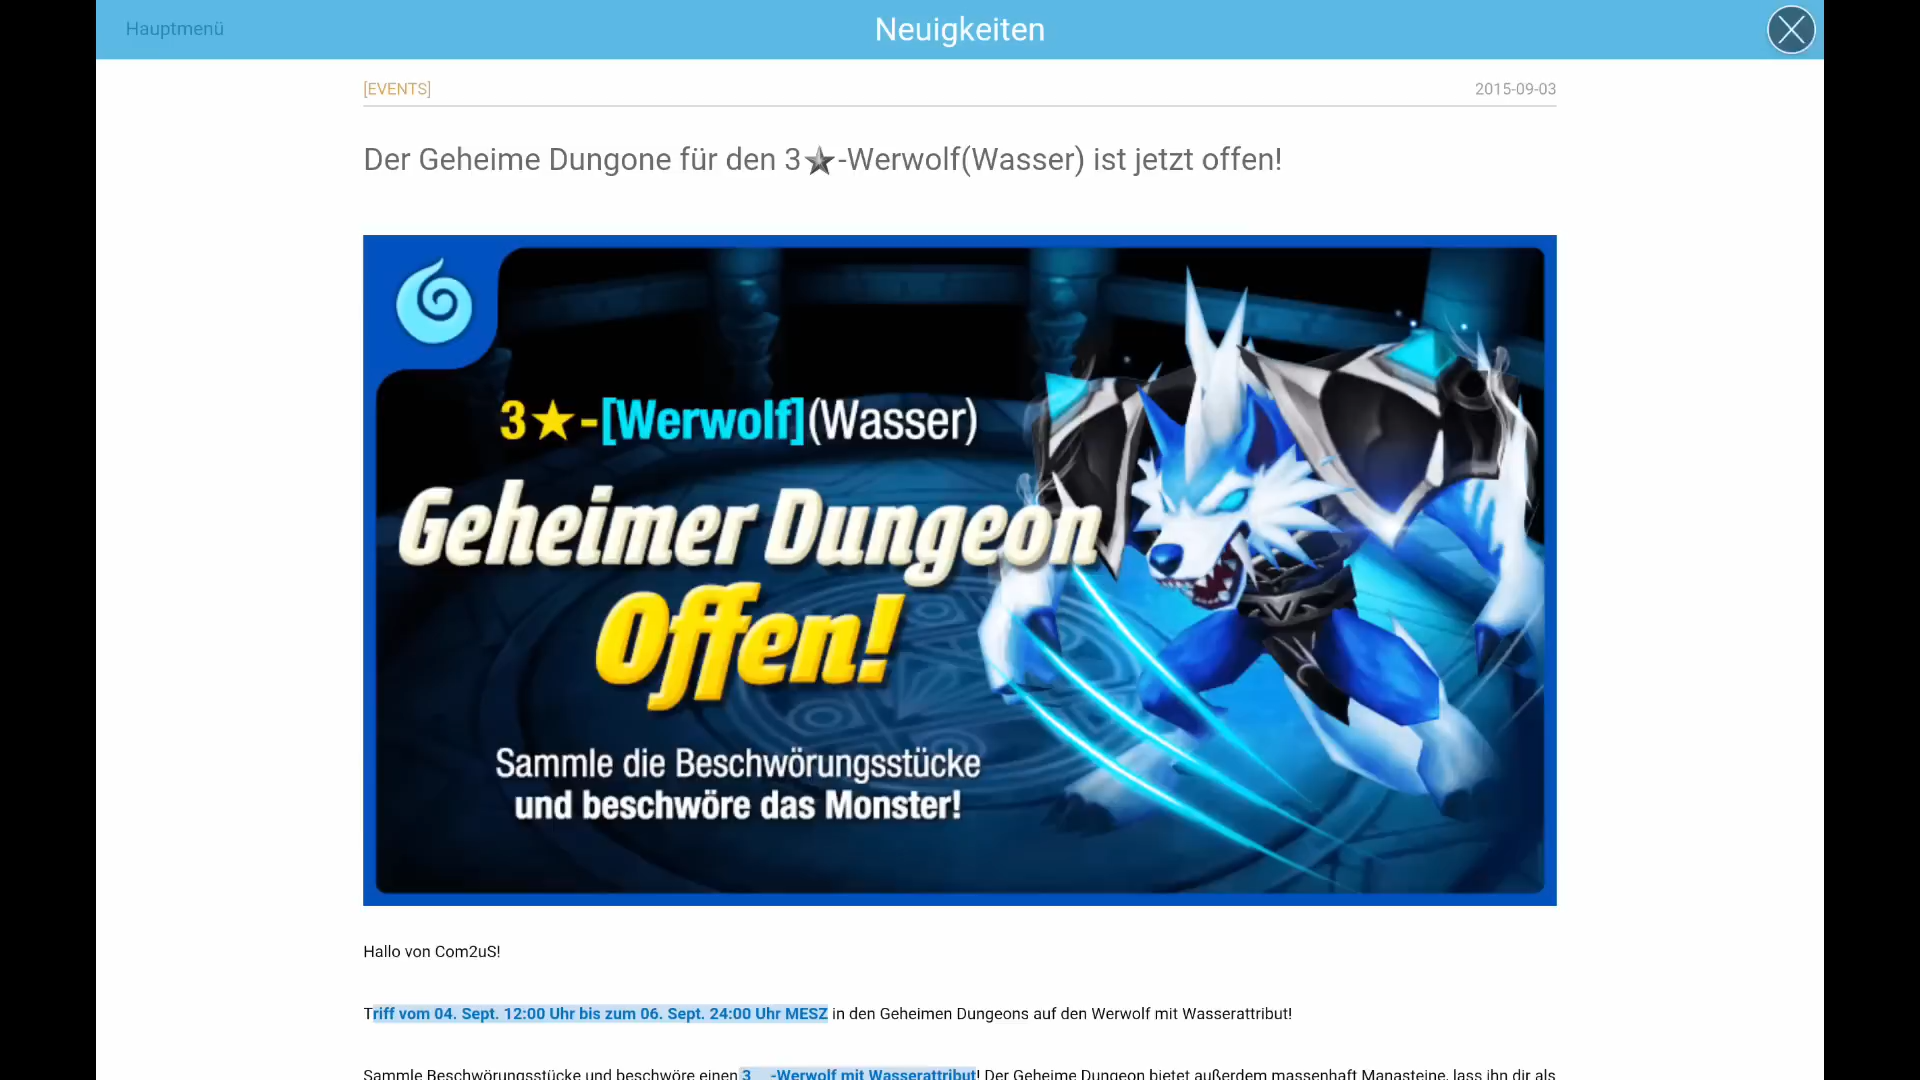 Hauptmenü
Neuigkeiten
[EVENTS]
2015-09-03
Der Geheime Dungone für den 3★-Werwolf(Wasser) ist jetzt offen!
3★-[Werwolf](Wasser)
Geheimer Dungeon
Offen!
Sammle die Beschwörungsstücke
und beschwöre das Monster!
Hallo von Com2uS!
Triff vom 04. Sept. 12:00 Uhr bis zum 06. Sept. 24:00 Uhr MESZ in den Geheimen Dungeons auf den Werwolf mit Wasserattribut!
Sammle Beschwörungsstücke und beschwöre einen 3 -Werwolf mit Wasserattribut! Der Geheime Dungeon bietet außerdem massenhaft Manasteine, lass ihn dir als